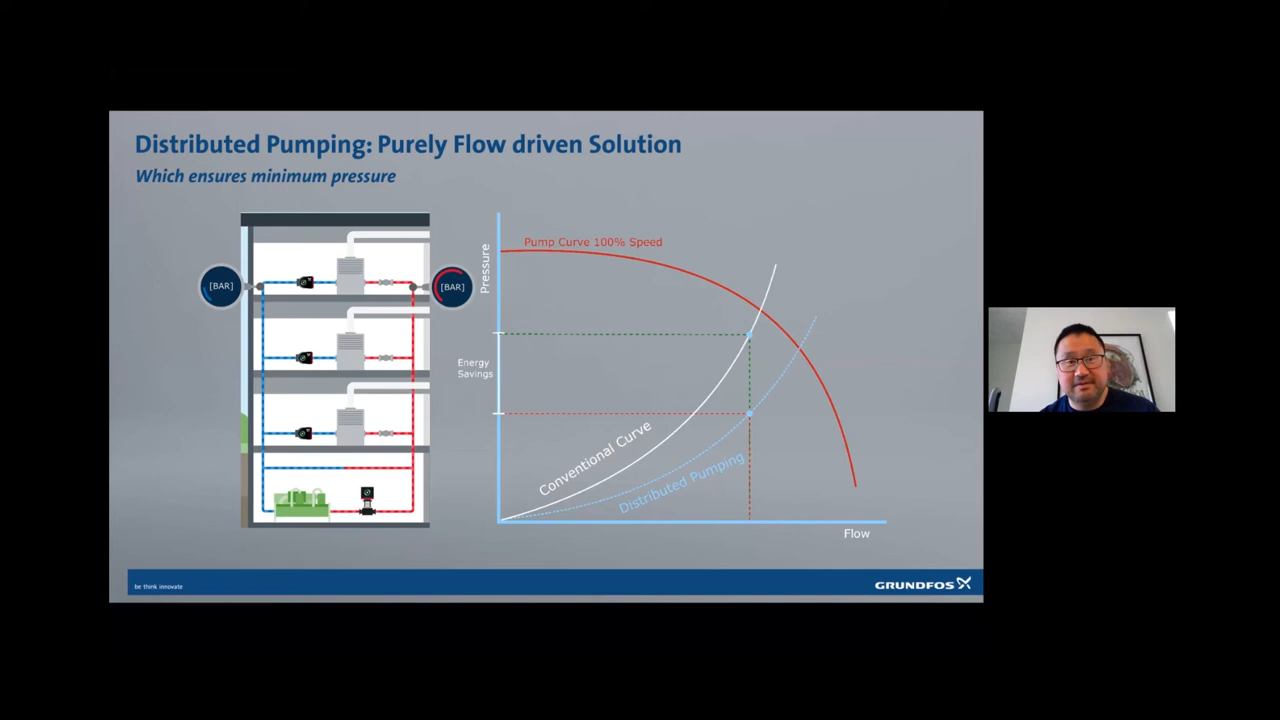 Distributed Pumping: Purely Flow driven Solution
Which ensures minimum pressure
[BAR]
[BAR]
Pressure
Pump Curve 100% Speed
Energy
Savings
Conventional Curve
Distributed Pumping
Flow
be think innovate
GRUNDFOS